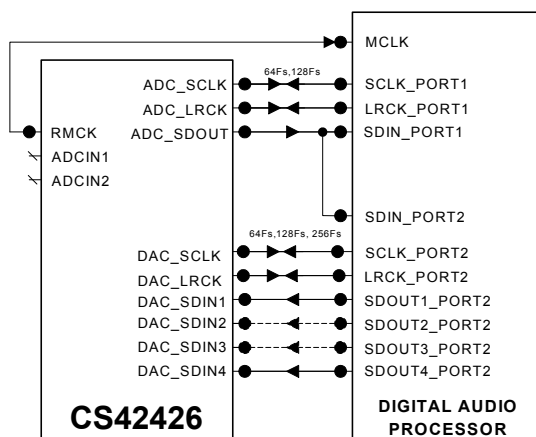 MCLK
64Fs,128Fs
ADC_SCLK
SCLK_PORT1
ADC_LRCK
LRCK_PORT1
RMCK
ADC_SDOUT
SDIN_PORT1
ADCIN1
ADCIN2
SDIN_PORT2
64Fs,128Fs, 256Fs
DAC_SCLK
SCLK_PORT2
DAC_LRCK
LRCK_PORT2
DAC_SDIN1
SDOUT1_PORT2
DAC_SDIN2
SDOUT2_PORT2
DAC_SDIN3
SDOUT3_PORT2
DAC_SDIN4
SDOUT4_PORT2
CS42426
DIGITAL AUDIO
PROCESSOR